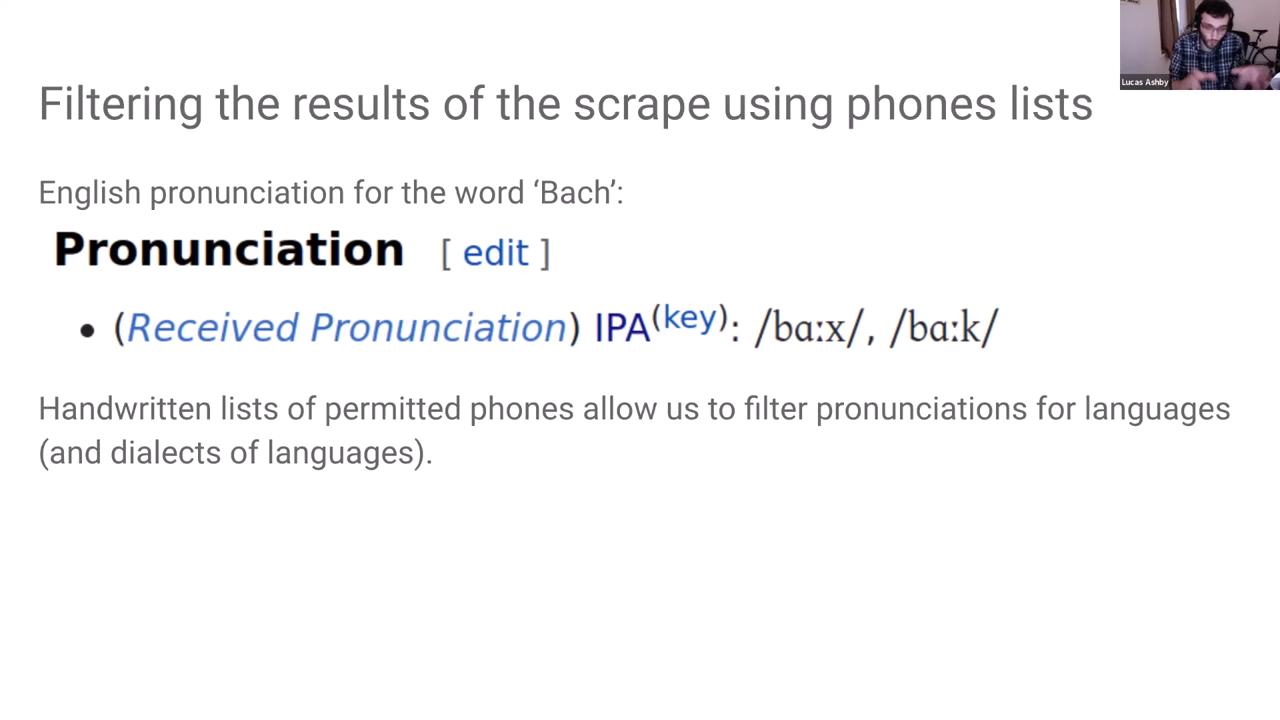 Lucas Ashby
Filtering the results of the scrape using phones lists
English pronunciation for the word ‘Bach’:
Pronunciation [ edit ]
• (Received Pronunciation) IPA(key): /bɑːx/, /bɑːk/
Handwritten lists of permitted phones allow us to filter pronunciations for languages
(and dialects of languages).